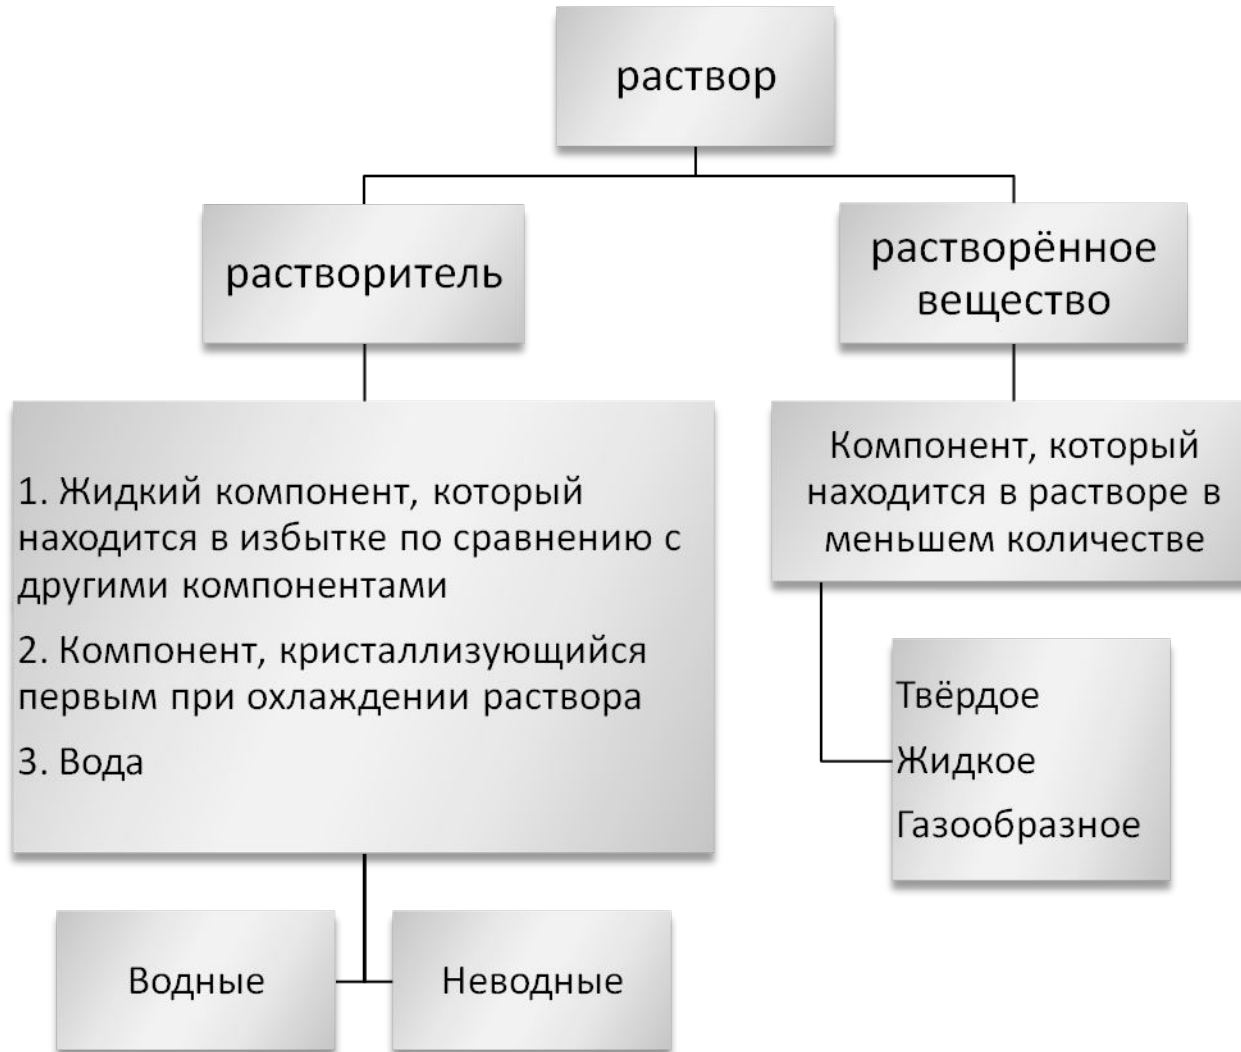 раствор
растворитель
растворённое
вещество
1. Жидкий компонент, который
находится в избытке по сравнению с
другими компонентами
2. Компонент, кристаллизующийся
первым при охлаждении раствора
3. Вода
Компонент, который
находится в растворе в
меньшем количестве
Твёрдое
Жидкое
Газообразное
Водные
Неводные